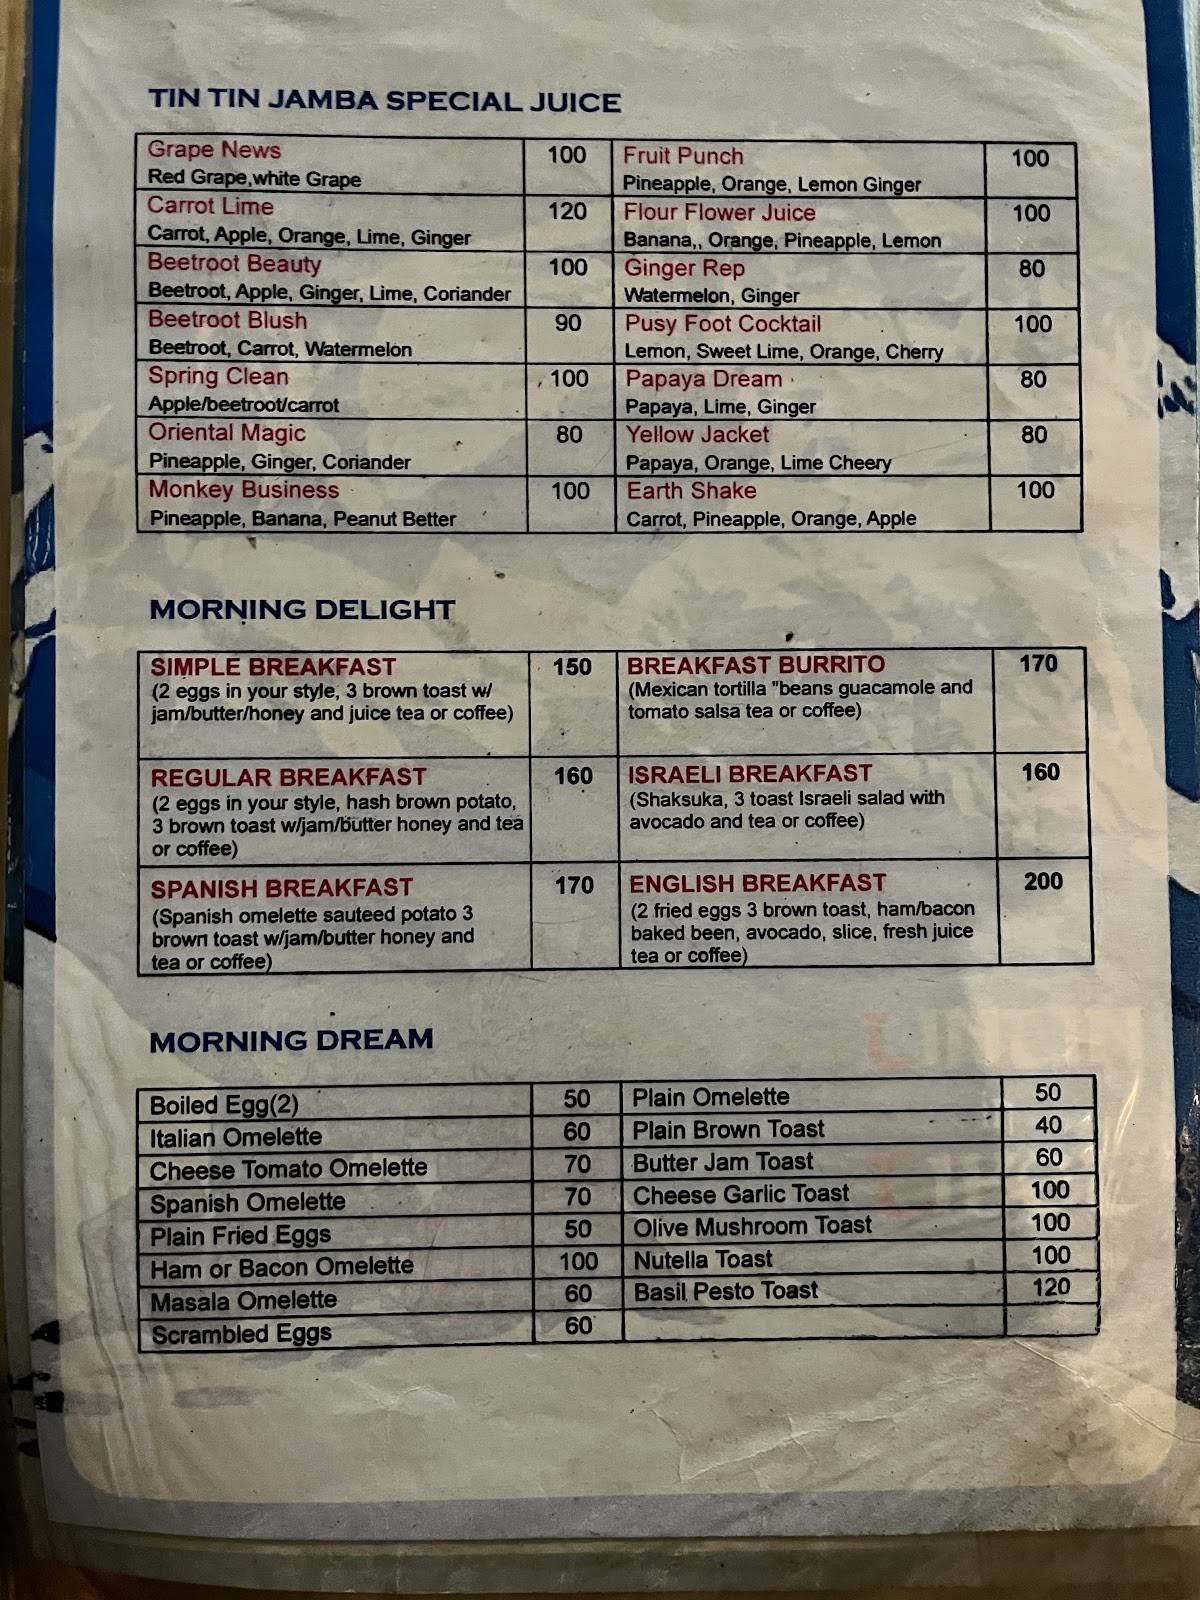 TIN TIN JAMBA SPECIAL JUICE
Grape News 100 Fruit Punch 100
Red Grape,white Grape Pineapple, Orange, Lemon Ginger
Carrot Lime 120 Flour Flower Juice 100
Carrot, Apple, Orange, Lime, Ginger Banana,, Orange, Pineapple, Lemon
Beetroot Beauty 100 Ginger Rep 80
Beetroot, Apple, Ginger, Lime, Coriander Watermelon, Ginger
Beetroot Blush 90 Pusy Foot Cocktail 100
Beetroot, Carrot, Watermelon Lemon, Sweet Lime, Orange, Cherry
Spring Clean 100 Papaya Dream 80
Apple/beetroot/carrot Papaya, Lime, Ginger
Oriental Magic 80 Yellow Jacket 80
Pineapple, Ginger, Coriander Papaya, Orange, Lime Cheery
Monkey Business 100 Earth Shake 100
Pineapple, Banana, Peanut Better Carrot, Pineapple, Orange, Apple
MORNING DELIGHT
SIMPLE BREAKFAST 150
(2 eggs in your style, 3 brown toast w/
jam/butter/honey and juice tea or coffee)
BREAKFAST BURRITO 170
(Mexican tortilla "beans guacamole and
tomato salsa tea or coffee)
REGULAR BREAKFAST 160
(2 eggs in your style, hash brown potato,
3 brown toast w/jam/butter honey and tea
or coffee)
ISRAELI BREAKFAST 160
(Shaksuka, 3 toast Israeli salad with
avocado and tea or coffee)
SPANISH BREAKFAST 170
(Spanish omelette sauteed potato 3
brown toast w/jam/butter honey and
tea or coffee)
ENGLISH BREAKFAST 200
(2 fried eggs 3 brown toast, ham/bacon
baked been, avocado, slice, fresh juice
tea or coffee)
MORNING DREAM
Boiled Egg(2) 50 Plain Omelette 50
Italian Omelette 60 Plain Brown Toast 40
Cheese Tomato Omelette 70 Butter Jam Toast 60
Spanish Omelette 70 Cheese Garlic Toast 100
Plain Fried Eggs 50 Olive Mushroom Toast 100
Ham or Bacon Omelette 100 Nutella Toast 100
Masala Omelette 60 Basil Pesto Toast 120
Scrambled Eggs 60